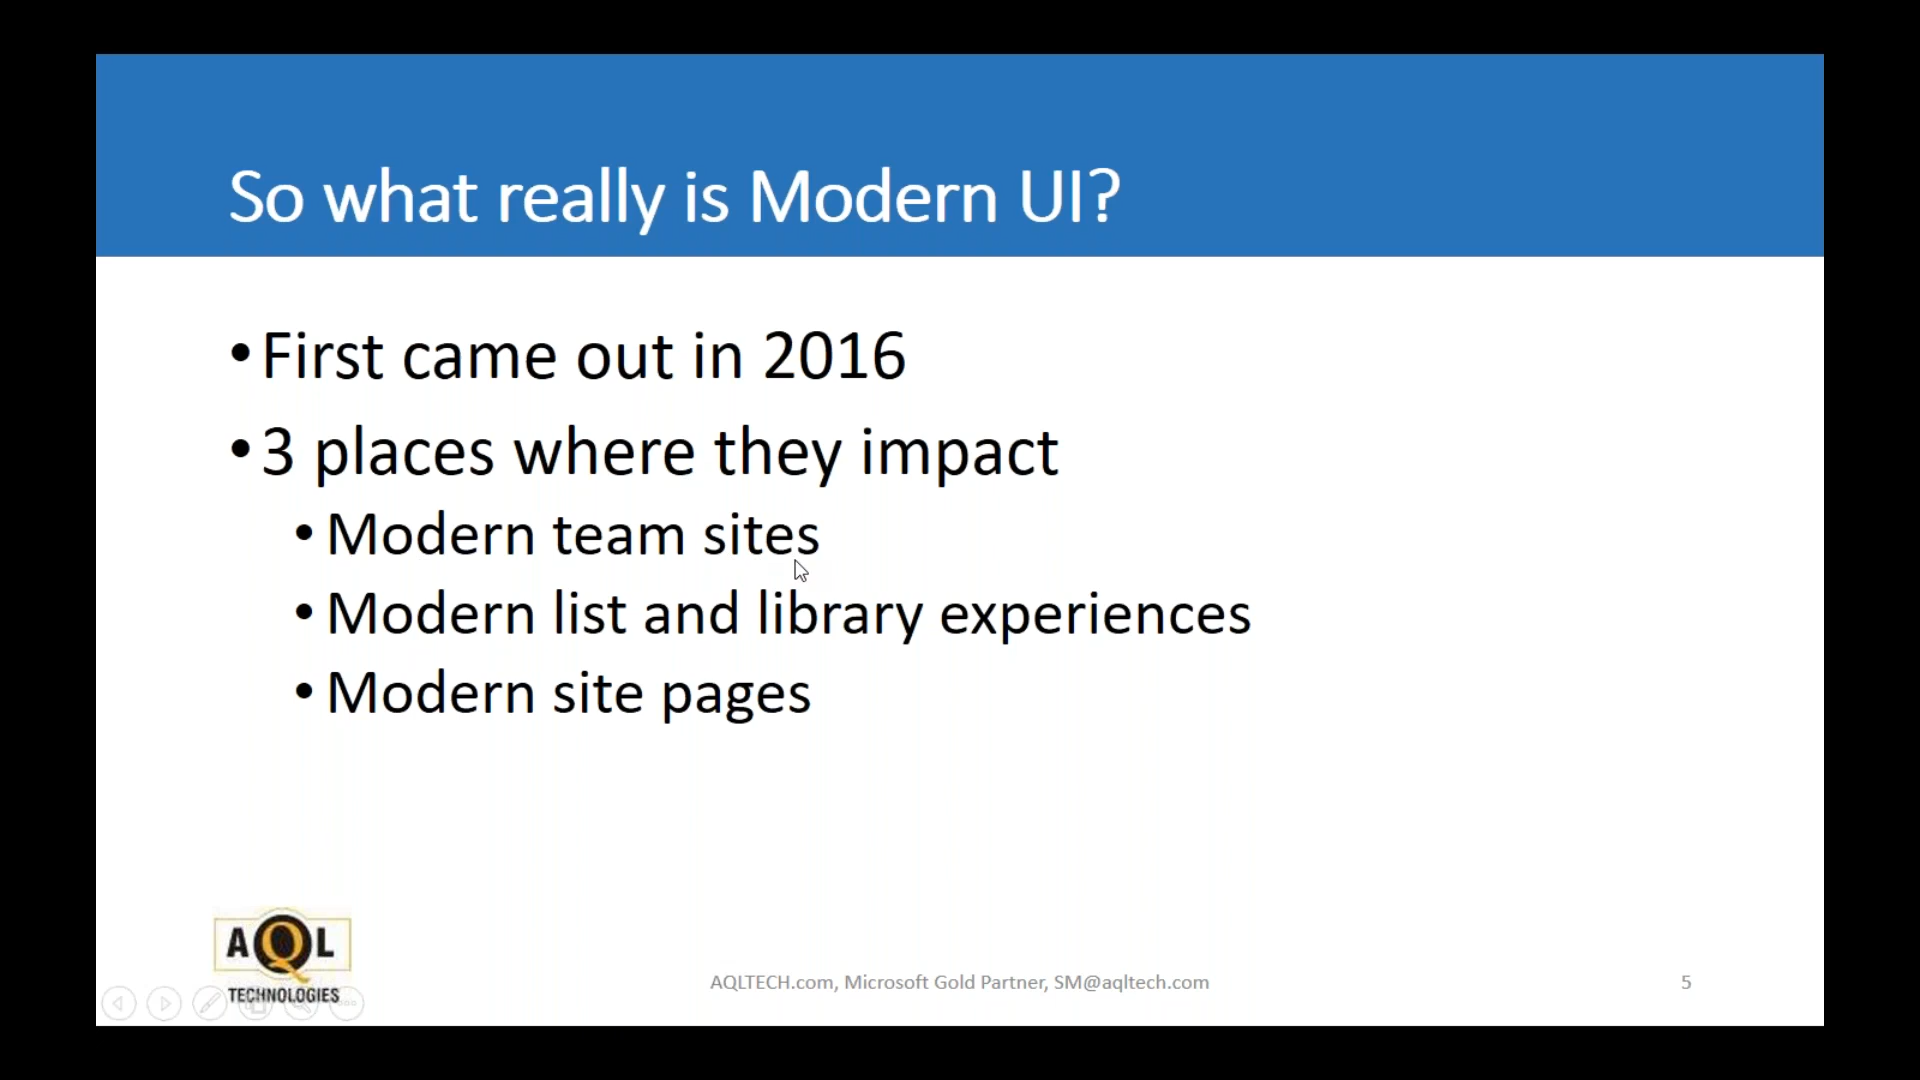 So what really is Modern UI?
•First came out in 2016
•3 places where they impact
•Modern team sites
•Modern list and library experiences
•Modern site pages
AQL
TECHNOLOGIES
AQLTECH.com, Microsoft Gold Partner, SM@aqltech.com
5